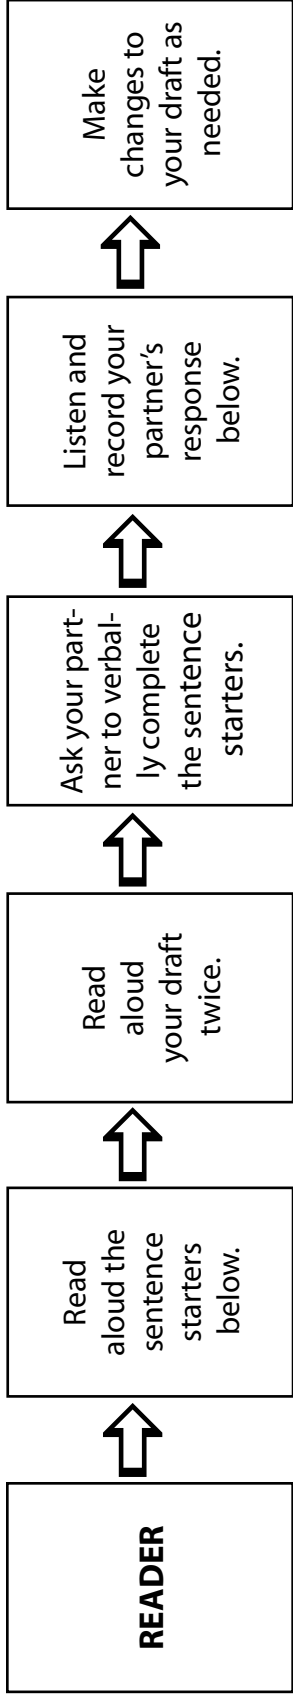 READER
Read
aloud the
sentence
starters
below.
Read
aloud
your draft
twice.
Ask your part-
ner to verbal-
ly complete
the sentence
starters.
Listen and
record your
partner's
response
below.
Make
changes to
your draft as
needed.